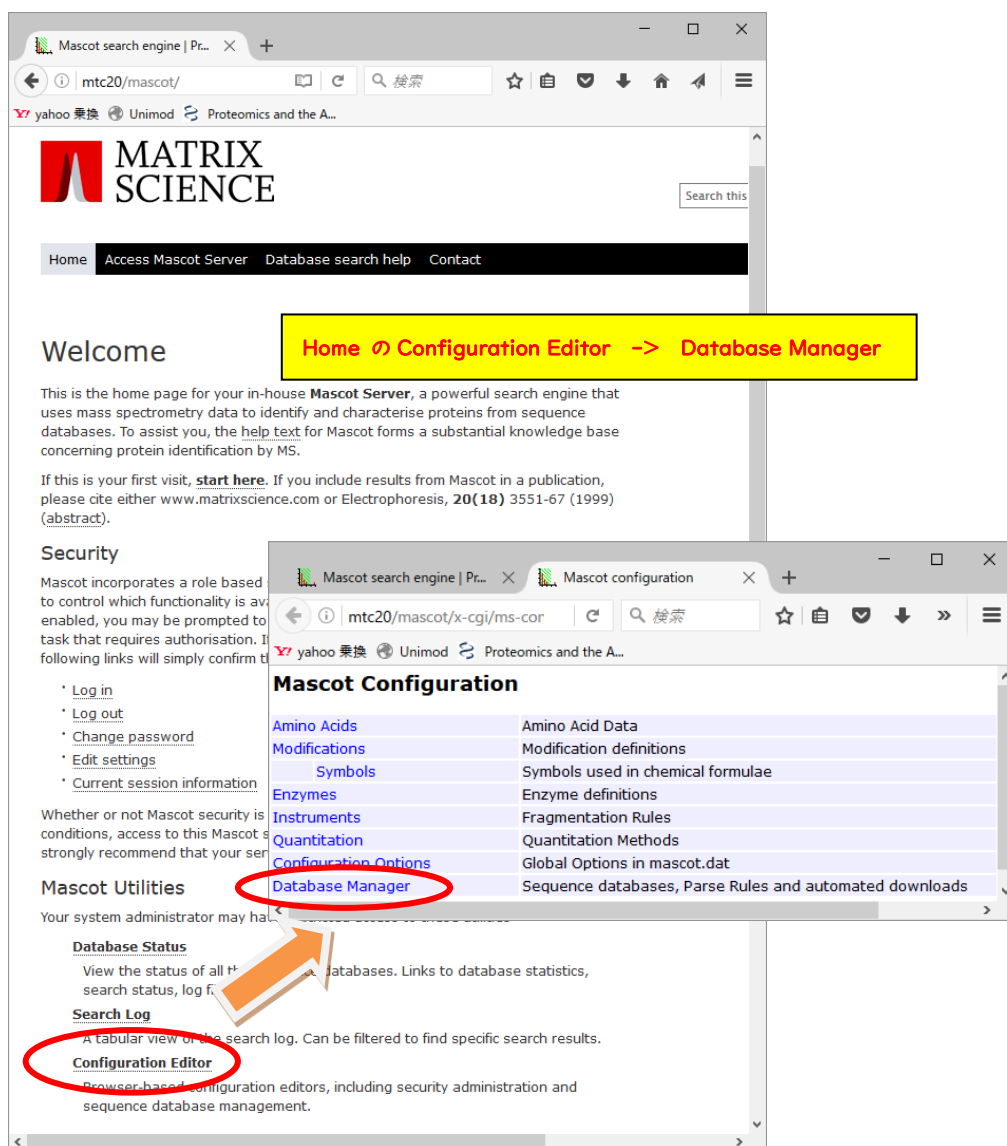 Mascot search engine | Pr...
mtc20/mascot/
検索
yahoo 乗換 Unimod Proteomics and the A...
MATRIX
SCIENCE
Search this
Home Access Mascot Server Database search help Contact
Home の Configuration Editor -> Database Manager
Welcome
This is the home page for your in-house Mascot Server, a powerful search engine that
uses mass spectrometry data to identify and characterise proteins from sequence
databases. To assist you, the help text for Mascot forms a substantial knowledge base
concerning protein identification by MS.
If this is your first visit, start here. If you include results from Mascot in a publication,
please cite either www.matrixscience.com or Electrophoresis, 20(18) 3551-67 (1999)
(abstract).
Security
Mascot incorporates a role based
to control which functionality is
enabled, you may be prompted to
task that requires authorisation.
following links will simply confirm
Log in
Log out
Change password
Edit settings
Current session information
Whether or not Mascot security is
conditions, access to this Mascot
strongly recommend that your
Mascot Utilities
Your system administrator may
Database Status
View the status of all databases. Links to database statistics,
search status, log
Search Log
A tabular view of the search log. Can be filtered to find specific search results.
Configuration Editor
Browser-based configuration editors, including security administration and
sequence database management.
Mascot search engine | Pr... Mascot configuration
mtc20/mascot/x-cgi/ms-cor 検索
yahoo 乗換 Unimod Proteomics and the A...
Mascot Configuration
Amino Acids Amino Acid Data
Modifications Modification definitions
Symbols Symbols used in chemical formulae
Enzymes Enzyme definitions
Instruments Fragmentation Rules
Quantitation Quantitation Methods
Configuration Options Global Options in mascot.dat
Database Manager Sequence databases, Parse Rules and automated downloads